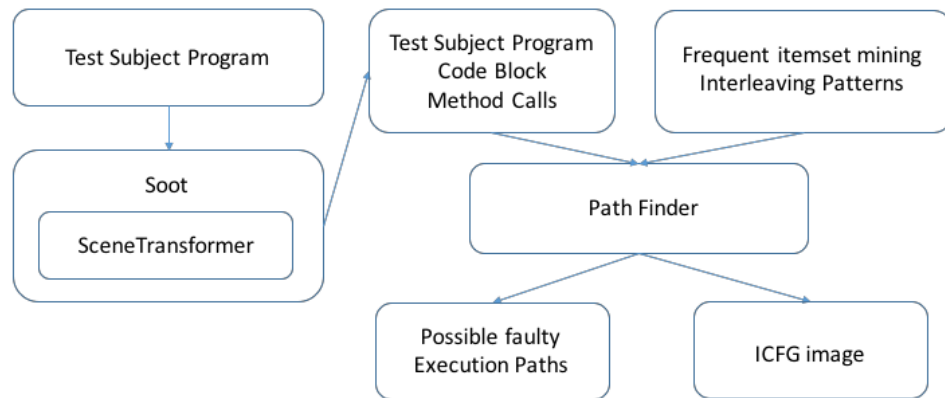 Test Subject Program
Soot
SceneTransformer
Test Subject Program
Code Block
Method Calls
Frequent itemset mining
Interleaving Patterns
Path Finder
Possible faulty
Execution Paths
ICFG image